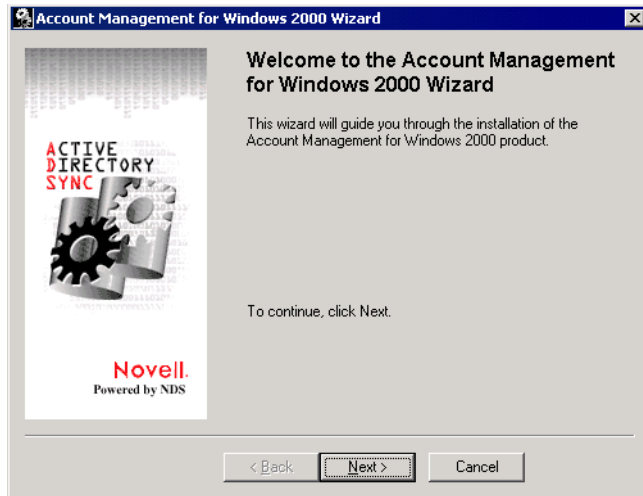 Account Management for Windows 2000 Wizard
Welcome to the Account Management
for Windows 2000 Wizard
This wizard will guide you through the installation of the
Account Management for Windows 2000 product.
ACTIVE
DIRECTORY
SYNC
To continue, click Next.
Novell.
Powered by NDS
< Back
Next >
Cancel